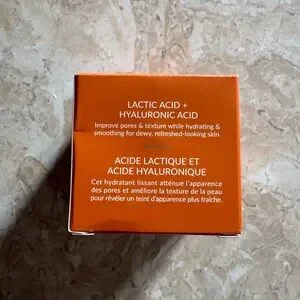 LACTIC ACID +
HYALURONIC ACID
Improve pores & texture while hydrating &
smoothing for dewy, refreshed-looking skin.
ACIDE LACTIQUE ET
ACIDE HYALURONIQUE
Cet hydratant lissant atténue l'apparence
des pores et améliore la texture de la peau
pour révéler un teint d'apparence plus fraîche.